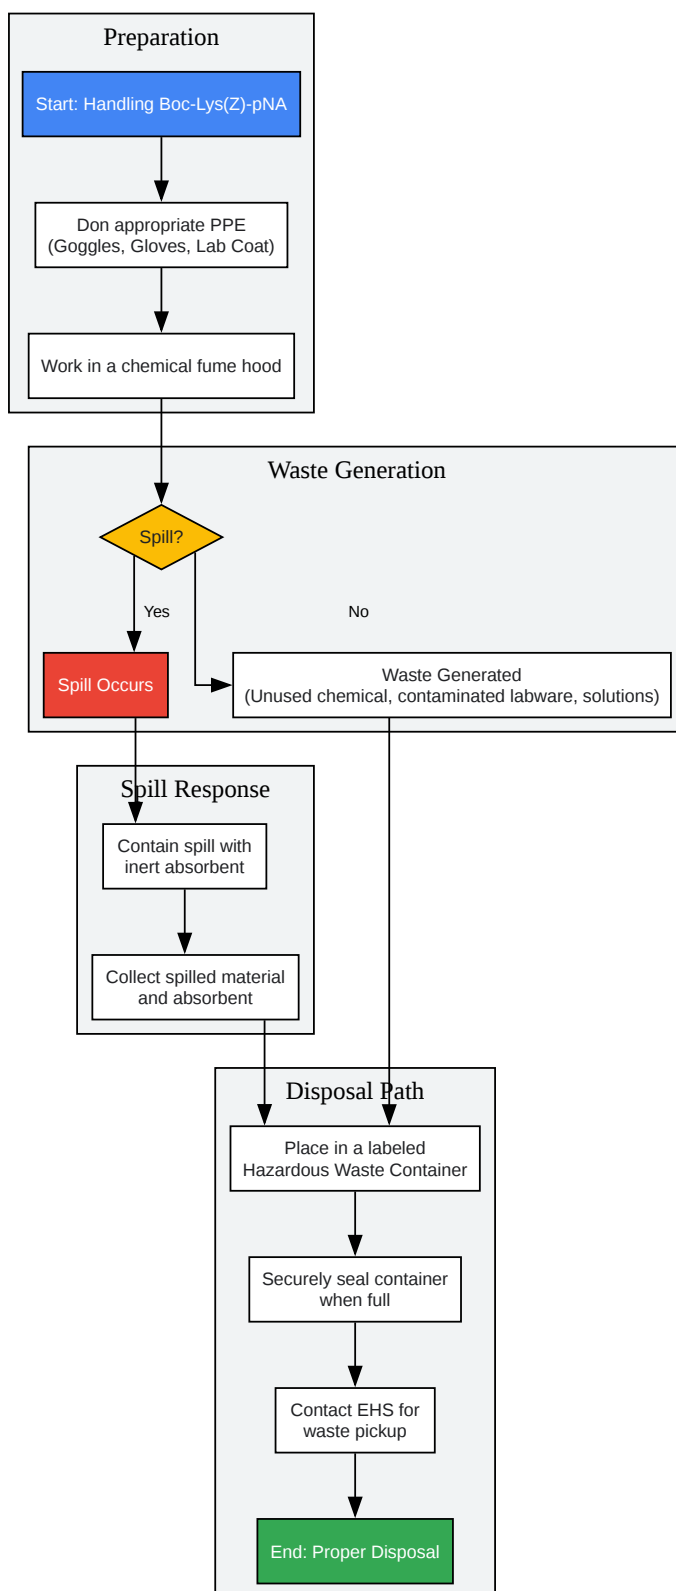 Preparation
Start: Handling Boc-Lys(Z)-pNA
Don appropriate PPE
(Goggles, Gloves, Lab Coat)
Work in a chemical fume hood
Waste Generation
Spill?
Yes
No
Spill Occurs
Waste Generated
(Unused chemical, contaminated labware, solutions)
Spill Response
Contain spill with
inert absorbent
Collect spilled material
and absorbent
Disposal Path
Place in a labeled
Hazardous Waste Container
Securely seal container
when full
Contact EHS for
waste pickup
End: Proper Disposal